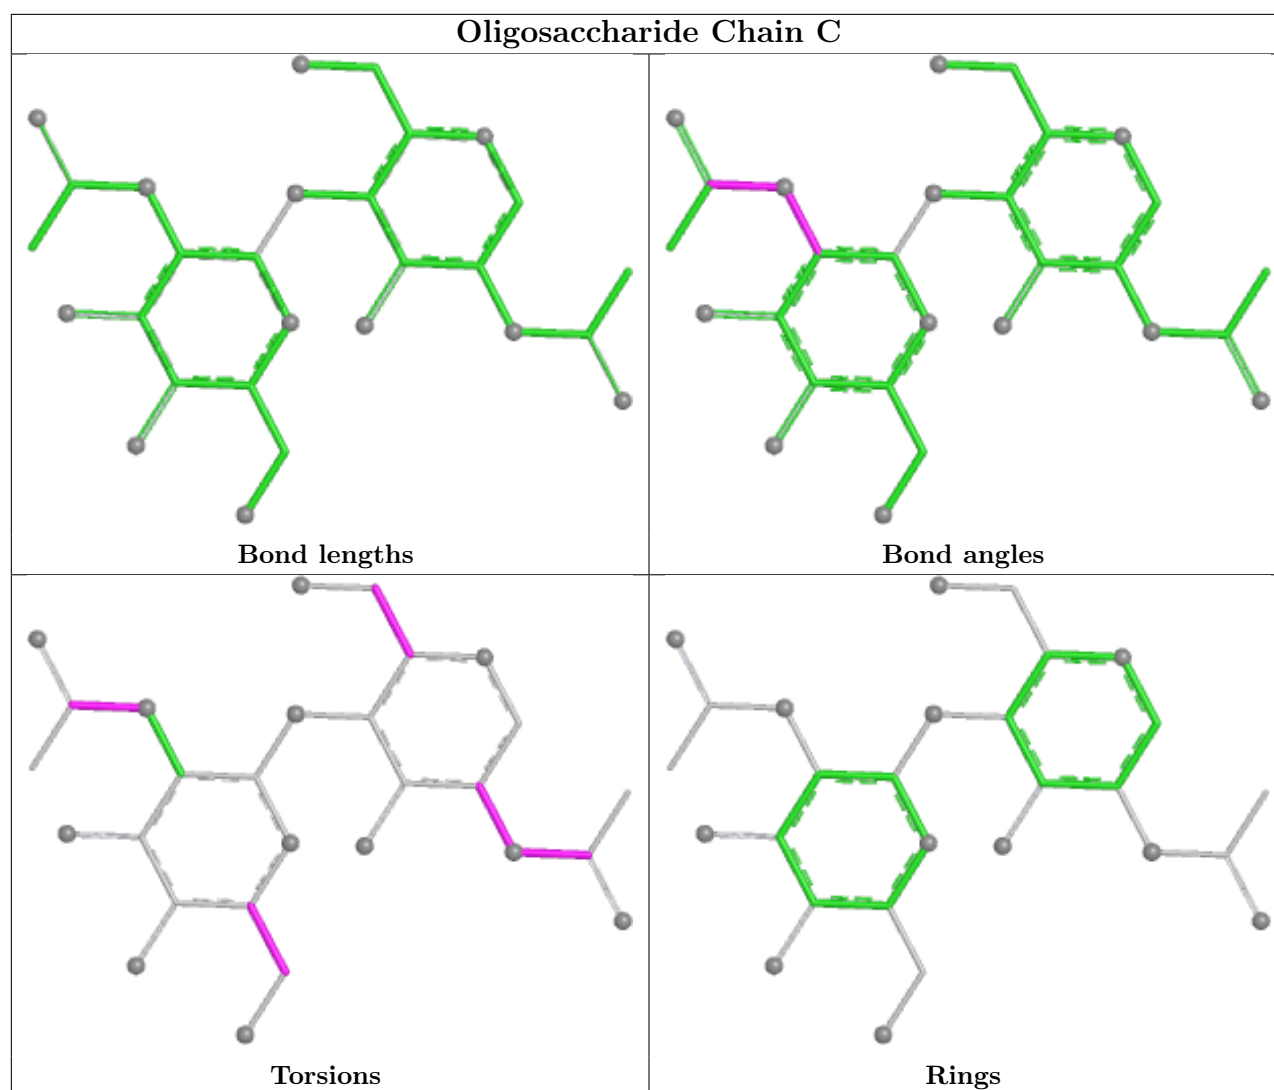 Oligosaccharide Chain C
Bond lengths
Bond angles
Torsions
Rings